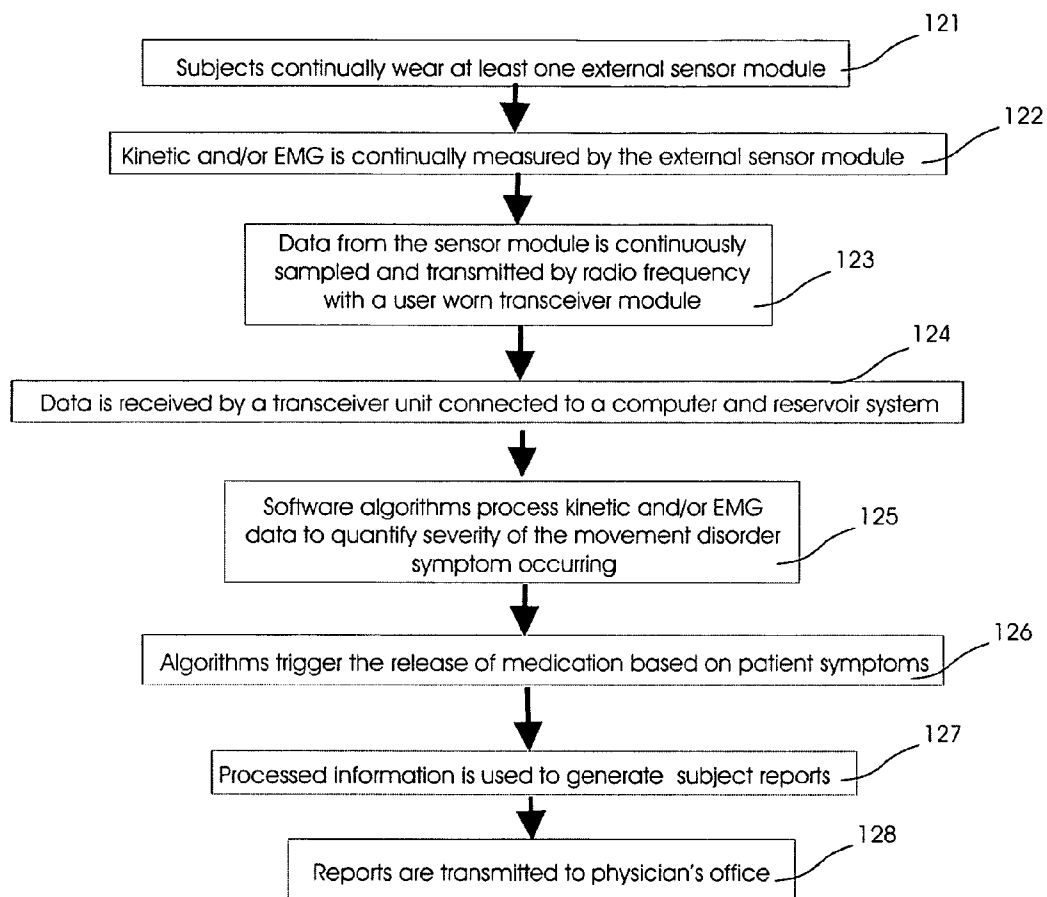 121
Subjects continually wear at least one external sensor module
122
Kinetic and/or EMG is continually measured by the external sensor module
Data from the sensor module is continuously
sampled and transmitted by radio frequency
with a user worn transceiver module
123
124
Data is received by a transceiver unit connected to a computer and reservoir system
Software algorithms process kinetic and/or EMG
data to quantify severity of the movement disorder
symptom occurring
125
126
Algorithms trigger the release of medication based on patient symptoms
127
Processed information is used to generate subject reports
128
Reports are transmitted to physician's office